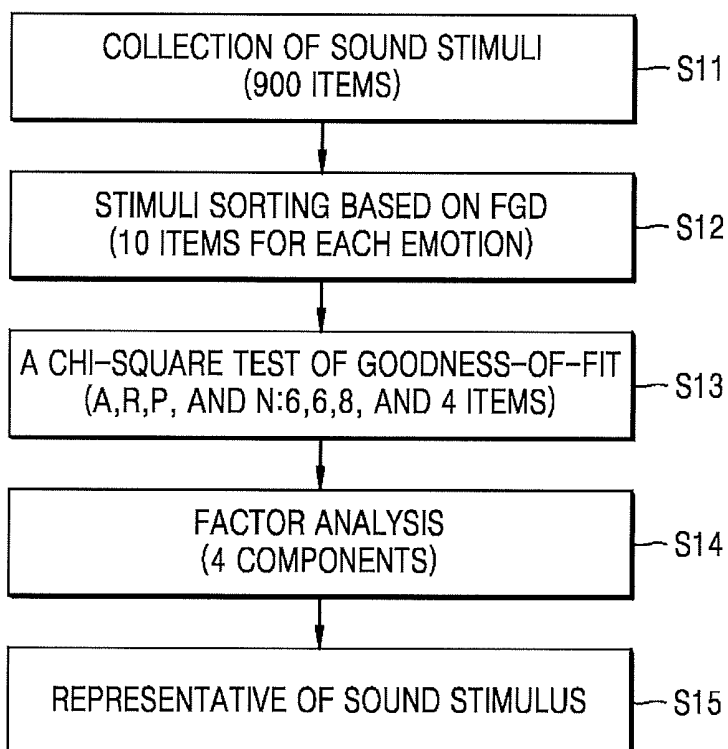 COLLECTION OF SOUND STIMULI
(900 ITEMS)
S11
STIMULI SORTING BASED ON FGD
(10 ITEMS FOR EACH EMOTION)
S12
A CHI-SQUARE TEST OF GOODNESS-OF-FIT
(A,R,P, AND N:6,6,8, AND 4 ITEMS)
S13
FACTOR ANALYSIS
(4 COMPONENTS)
S14
REPRESENTATIVE OF SOUND STIMULUS
S15